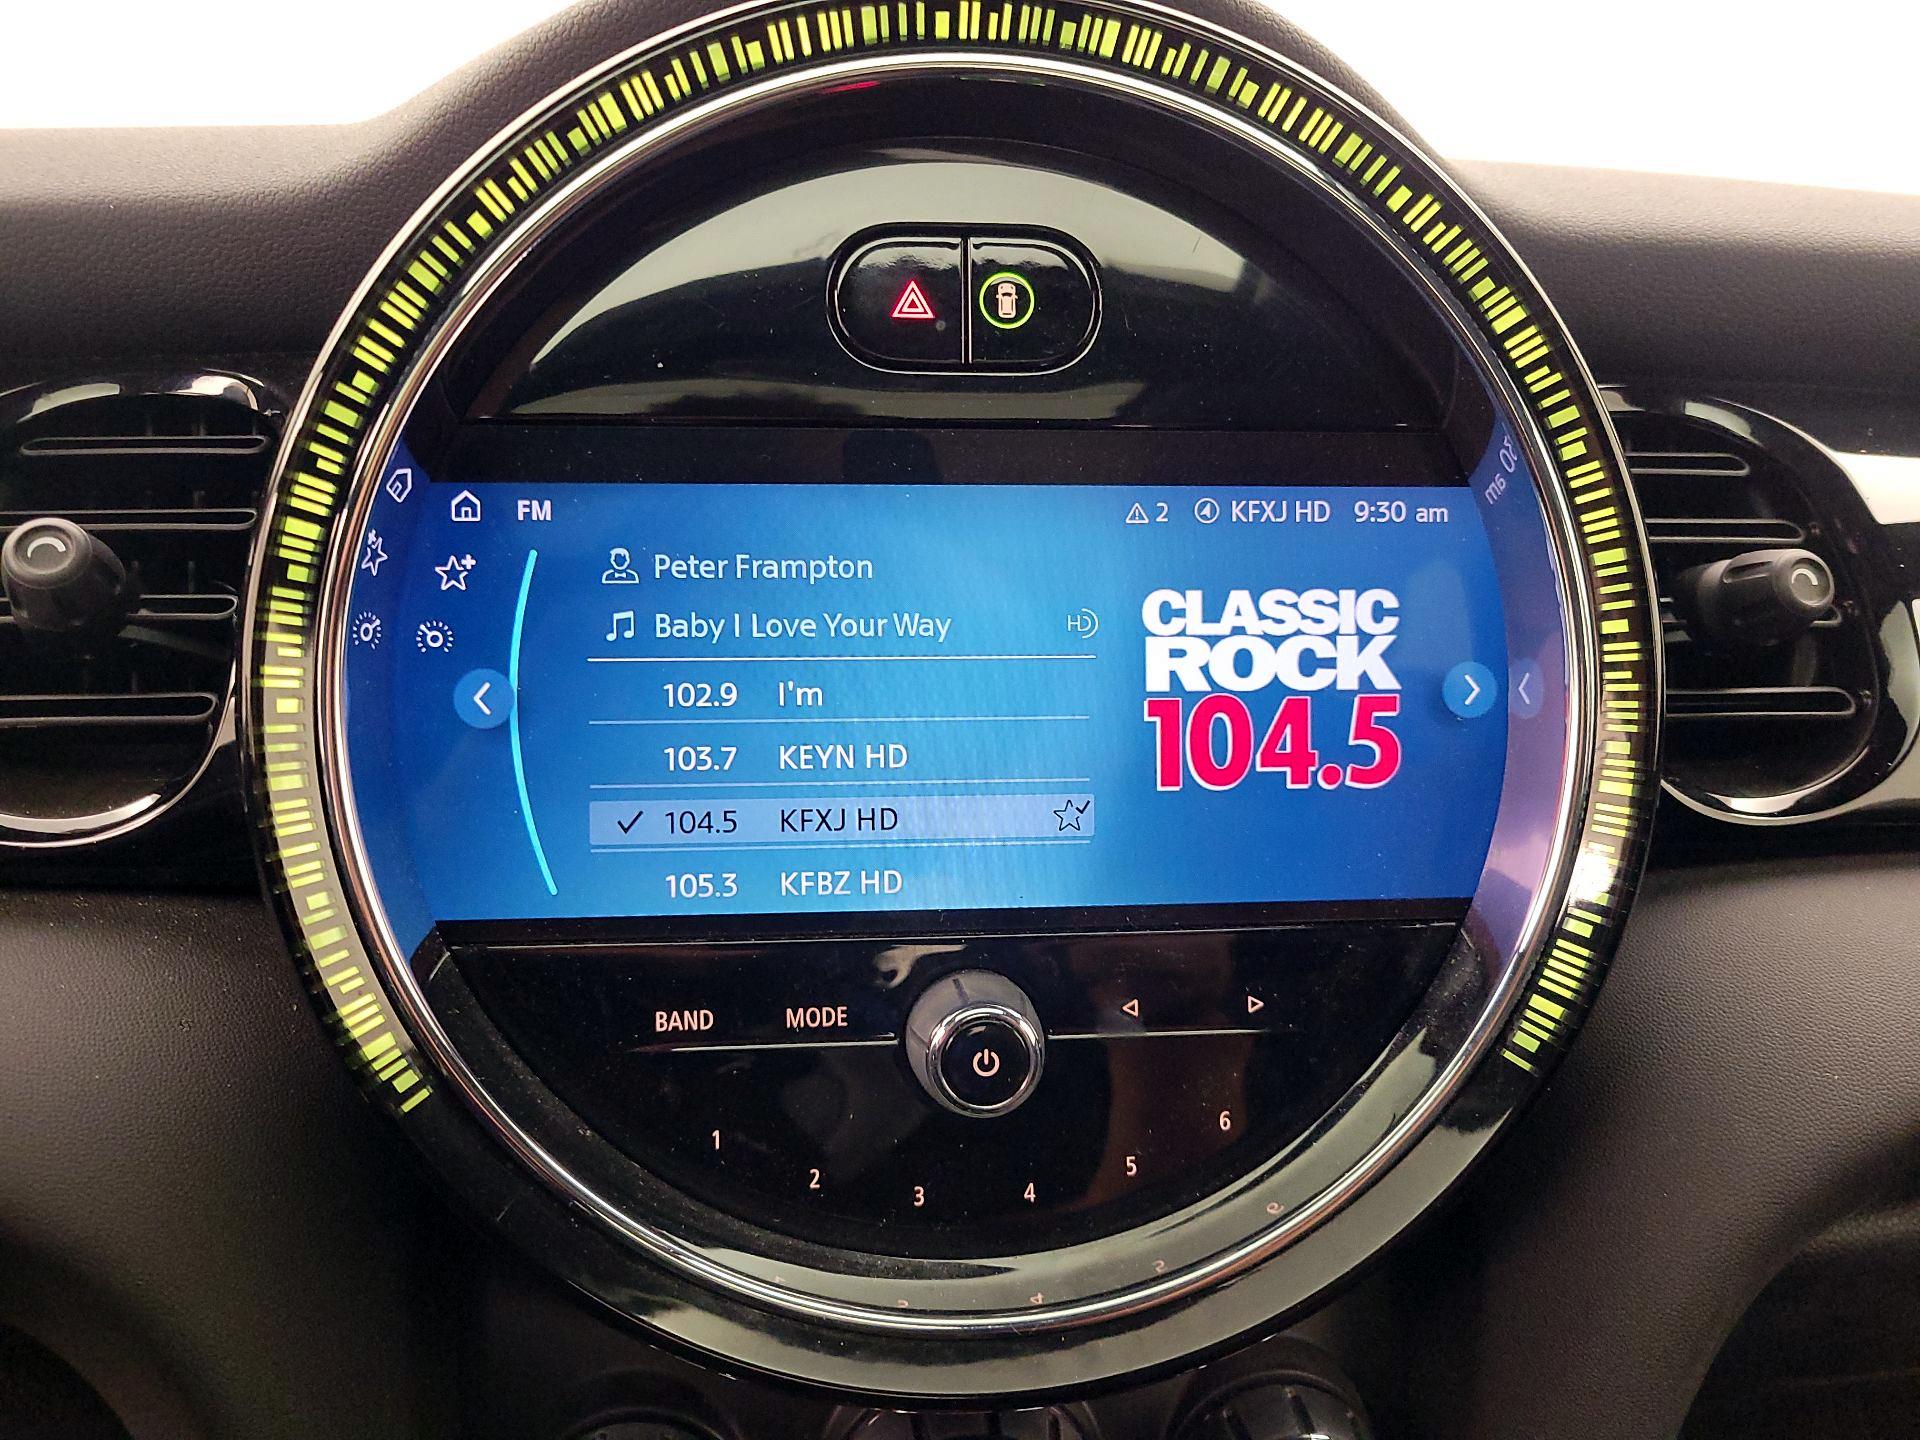 FM
2 KFXJ HD 9:30 am
Peter Frampton
Baby I Love Your Way HD
102.9 I'm
103.7 KEYN HD
104.5 KFXJ HD
105.3 KFBZ HD
CLASSIC
ROCK
104.5
BAND MODE
1 2 3 4 5 6